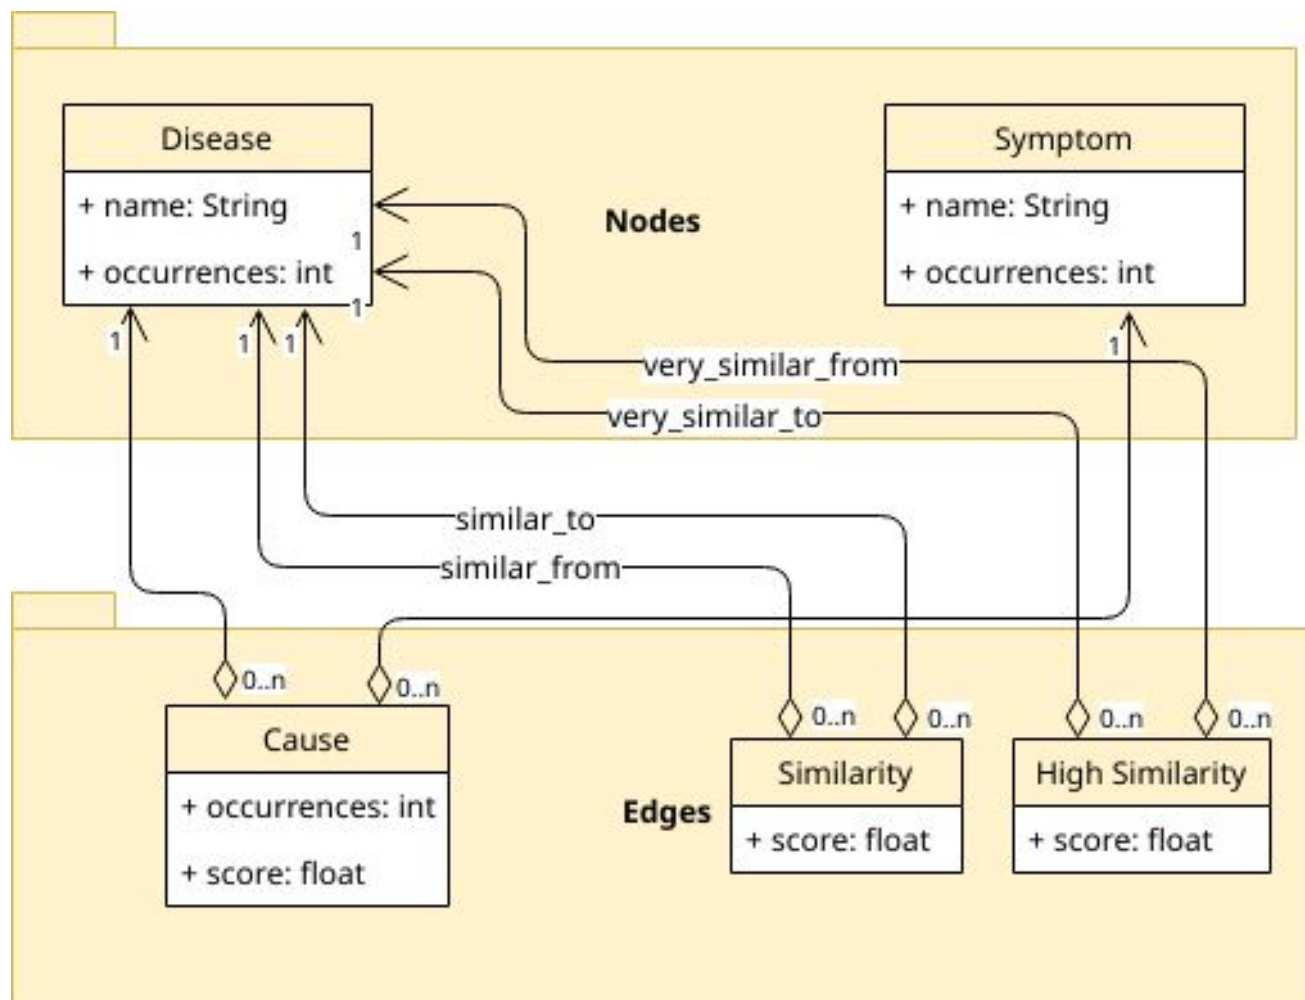 Disease
+ name: String
+ occurrences: int
Symptom
+ name: String
+ occurrences: int
Nodes
1
1
1
1
1
1
very_similar_from
very_similar_to
similar_to
similar_from
0..n
0..n
0..n
0..n
0..n
0..n
Cause
+ occurrences: int
+ score: float
Edges
Similarity
+ score: float
High Similarity
+ score: float